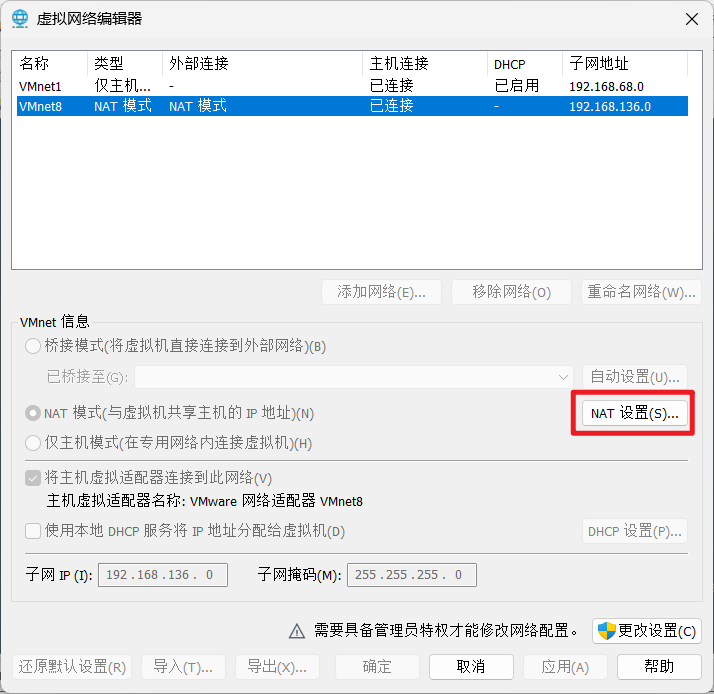 虚拟网络编辑器
名称 类型 外部连接 主机连接 DHCP 子网地址
VMnet1 仅主机... - 已连接 已启用 192.168.68.0
VMnet8 NAT 模式 NAT 模式 已连接 - 192.168.136.0
添加网络(E)... 移除网络(O) 重命名网络(W)...
VMnet 信息
桥接模式(将虚拟机直接连接到外部网络)(B)
已桥接至(G): 自动设置(U)...
NAT 模式(与虚拟机共享主机的 IP 地址)(N) NAT 设置(S)...
仅主机模式(在专用网络内连接虚拟机)(H)
将主机虚拟适配器连接到此网络(V)
主机虚拟适配器名称: VMware 网络适配器 VMnet8
使用本地 DHCP 服务将 IP 地址分配给虚拟机(D) DHCP 设置(P)...
子网 IP (I): 192.168.136. 0 子网掩码(M): 255.255.255. 0
需要具备管理员特权才能修改网络配置。 更改设置(C)
还原默认设置(R) 导入(T)... 导出(X)... 确定 取消 应用(A) 帮助